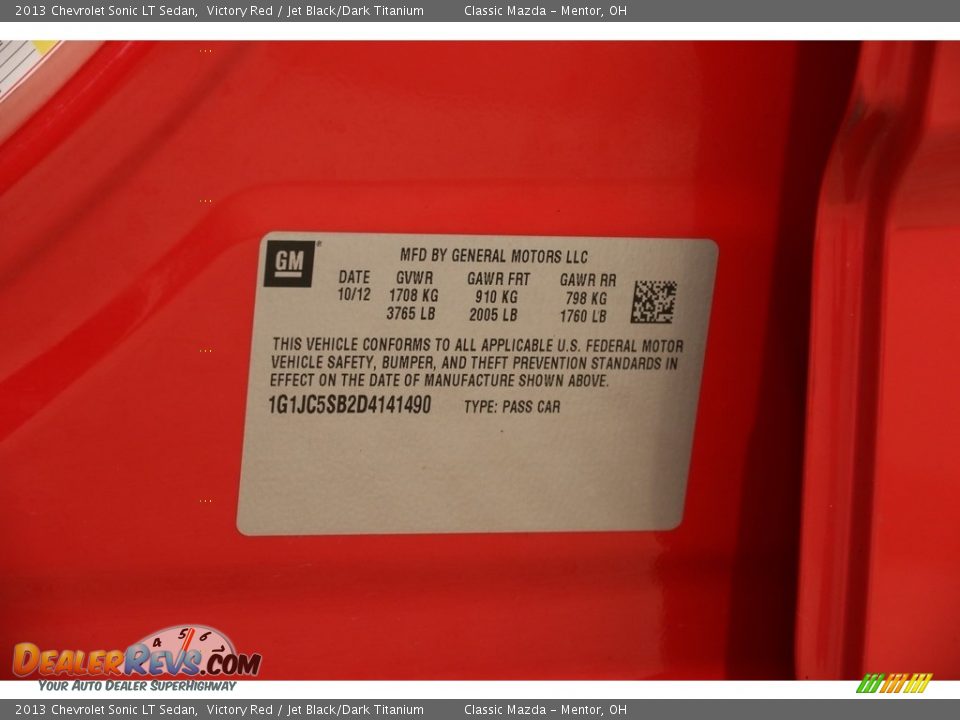 2013 Chevrolet Sonic LT Sedan, Victory Red / Jet Black/Dark Titanium Classic Mazda - Mentor, OH
GM
MFD BY GENERAL MOTORS LLC
DATE GVWR GAWR FRT GAWR RR
10/12 1708 KG 910 KG 798 KG
3765 LB 2005 LB 1760 LB
THIS VEHICLE CONFORMS TO ALL APPLICABLE U.S. FEDERAL MOTOR
VEHICLE SAFETY, BUMPER, AND THEFT PREVENTION STANDARDS IN
EFFECT ON THE DATE OF MANUFACTURE SHOWN ABOVE.
1G1JC5SB2D4141490 TYPE: PASS CAR
4 5 6
DEALERREVS.COM
YOUR AUTO DEALER SUPERHIGHWAY
2013 Chevrolet Sonic LT Sedan, Victory Red / Jet Black/Dark Titanium Classic Mazda - Mentor, OH